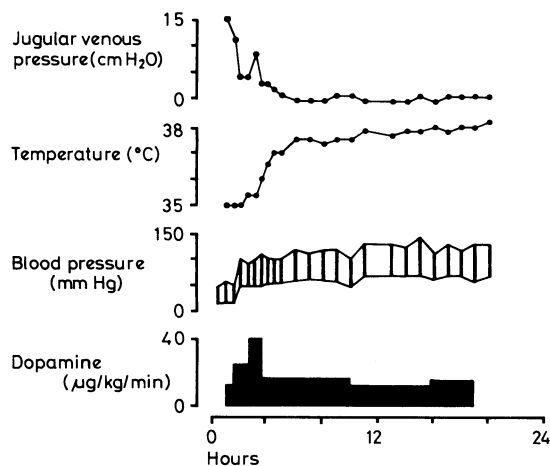 15
Jugular venous
pressure (cm H₂O)
0
38
Temperature (°C)
35
150
Blood pressure
(mm Hg)
0
40
Dopamine
(µg/kg/min)
0
0 12 24
Hours